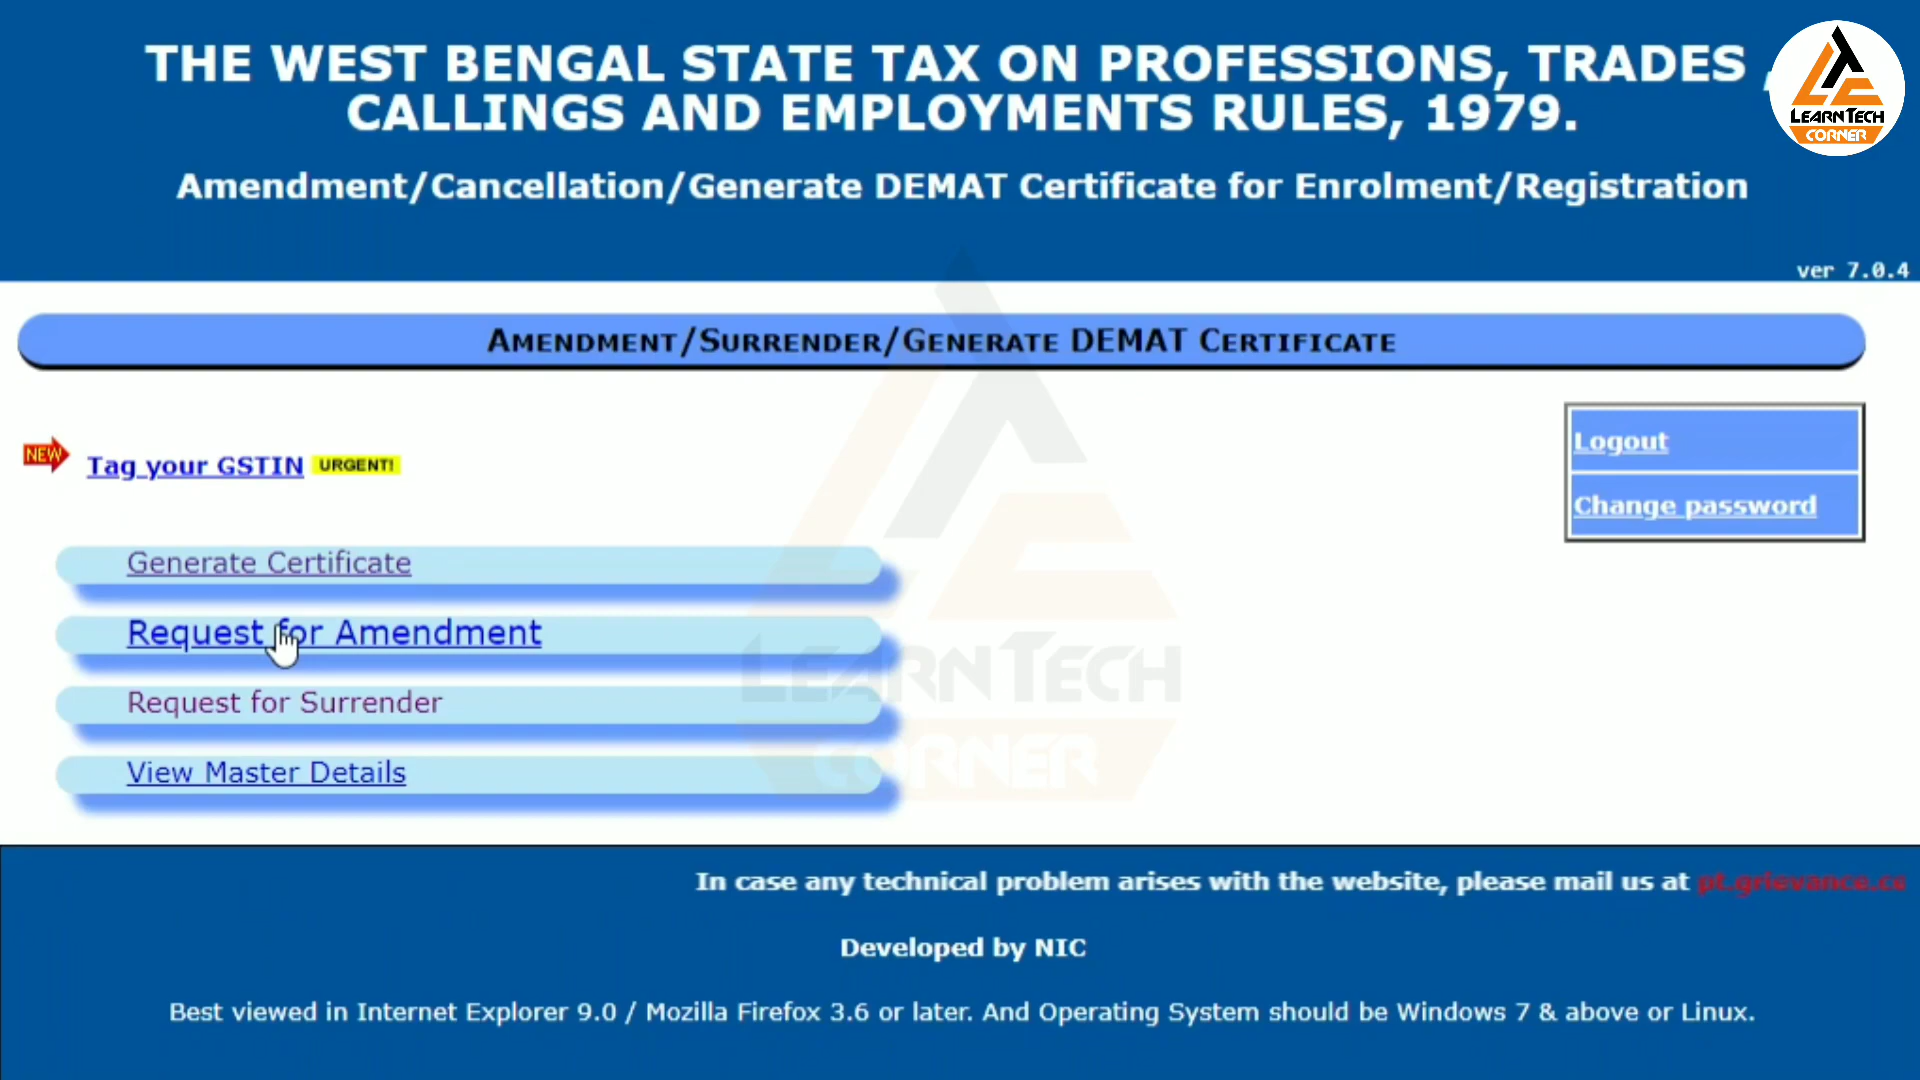 THE WEST BENGAL STATE TAX ON PROFESSIONS, TRADES ,
CALLINGS AND EMPLOYMENTS RULES, 1979.
LEARNTECH
CORNER
Amendment/Cancellation/Generate DEMAT Certificate for Enrolment/Registration
ver 7.0.4
AMENDMENT/SURRENDER/GENERATE DEMAT CERTIFICATE
NEW
Tag your GSTIN URGENT!
Logout
Change password
Generate Certificate
Request for Amendment
Request for Surrender
View Master Details
LEARNTECH
CORNER
In case any technical problem arises with the website, please mail us at
Developed by NIC
Best viewed in Internet Explorer 9.0 / Mozilla Firefox 3.6 or later. And Operating System should be Windows 7 & above or Linux.